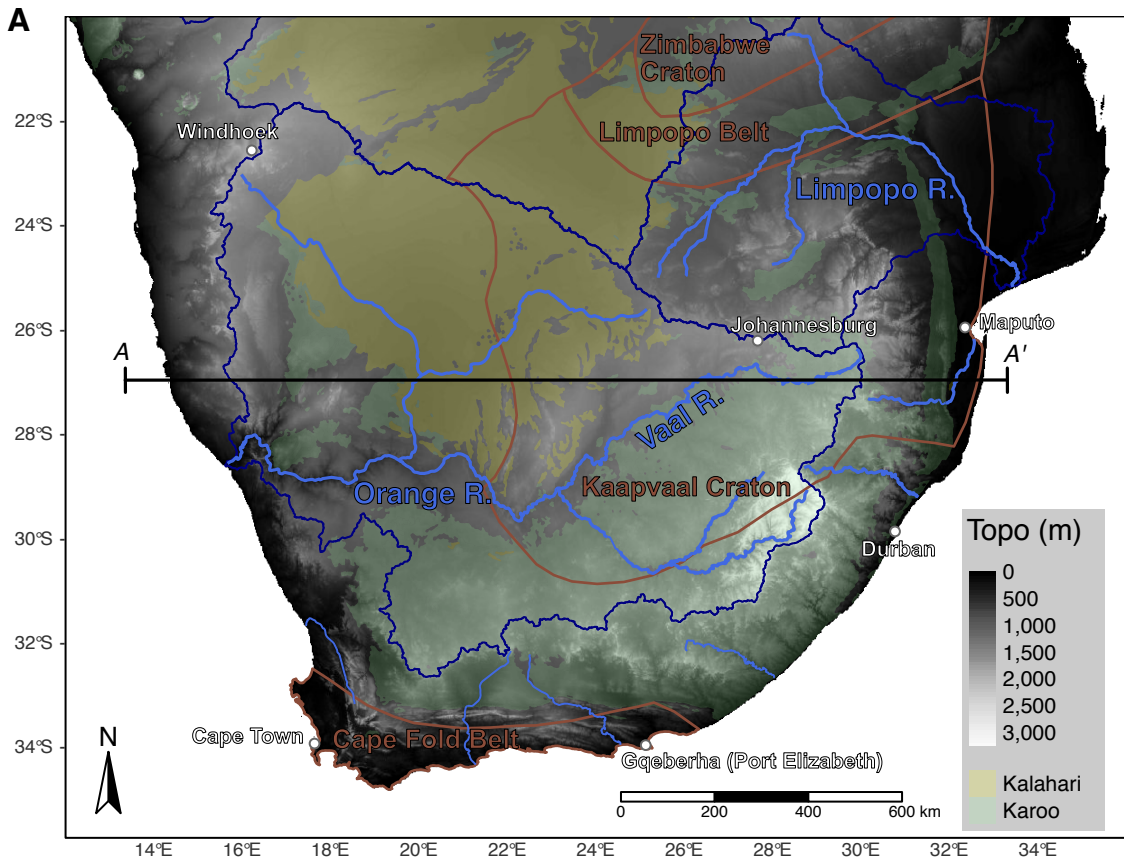 A
Zimbabwe
Craton
22°S
Windhoek
Limpopo Belt
Limpopo R.
24°S
26°S
Johannesburg
Maputo
A
A'
Vaal R.
28°S
Orange R.
Kaapvaal Craton
30°S
Durban
32°S
34°S
Cape Town
Cape Fold Belt
Gqeberha (Port Elizabeth)
N
0
200
400
600 km
Topo (m)
0
500
1,000
1,500
2,000
2,500
3,000
Kalahari
Karoo
14°E
16°E
18°E
20°E
22°E
24°E
26°E
28°E
30°E
32°E
34°E